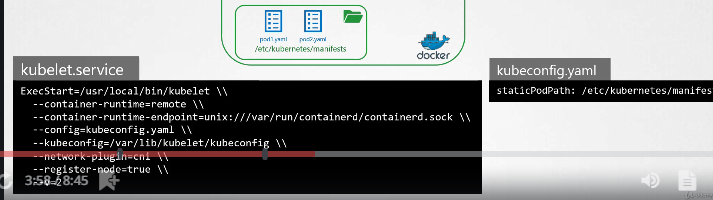 pod1.yaml pod2.yaml
/etc/kubernetes/manifests
docker
kubelet.service
ExecStart=/usr/local/bin/kubelet \\
--container-runtime=remote \\
--container-runtime-endpoint=unix:///var/run/containerd/containerd.sock \\
--config=kubeconfig.yaml \\
--kubeconfig=/var/lib/kubelet/kubeconfig \\
--network-plugin=cni \\
--register-node=true \\
--v=2
kubeconfig.yaml
staticPodPath: /etc/kubernetes/manifes
3:58 / 8:45